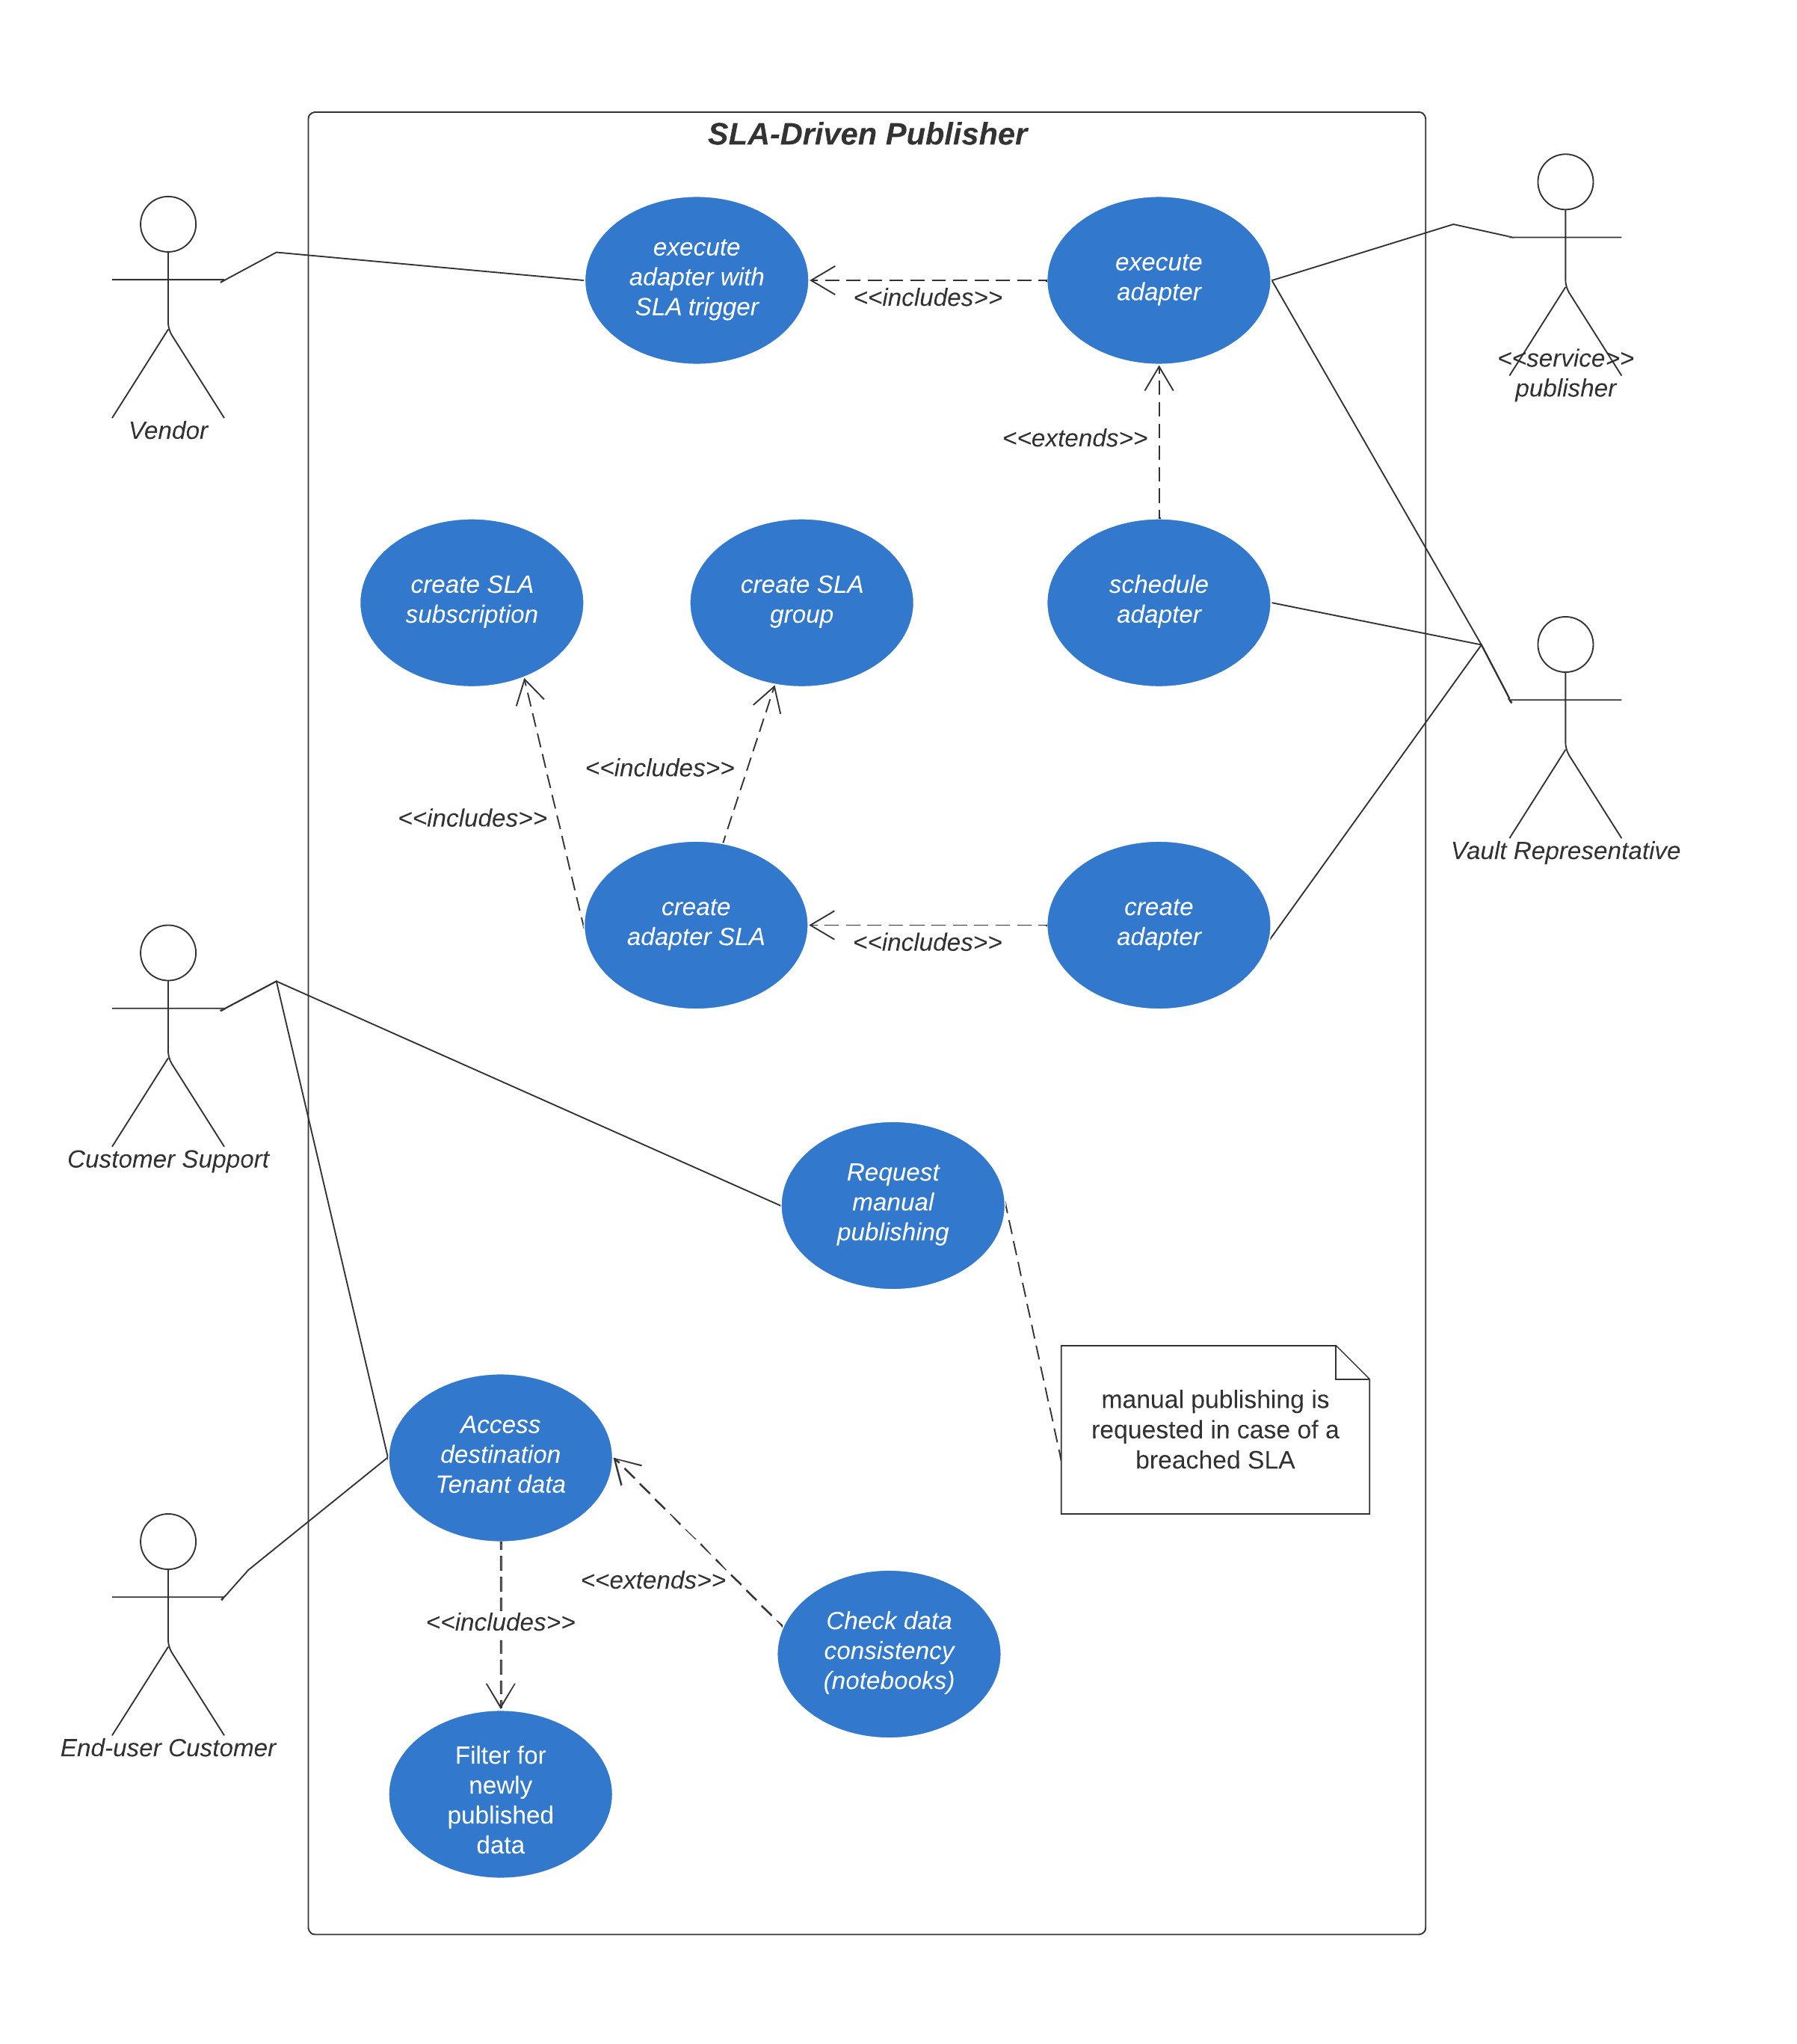 SLA-Driven Publisher
execute
adapter with
SLA trigger
<<includes>>
execute
adapter
<<service>>
publisher
Vendor
<<extends>>
create SLA
subscription
create SLA
group
schedule
adapter
<<includes>>
<<includes>>
Vault Representative
create
adapter SLA
<<includes>>
create
adapter
Customer Support
Request
manual
publishing
manual publishing is
requested in case of a
breached SLA
Access
destination
Tenant data
<<extends>>
<<includes>>
Check data
consistency
(notebooks)
End-user Customer
Filter for
newly
published
data